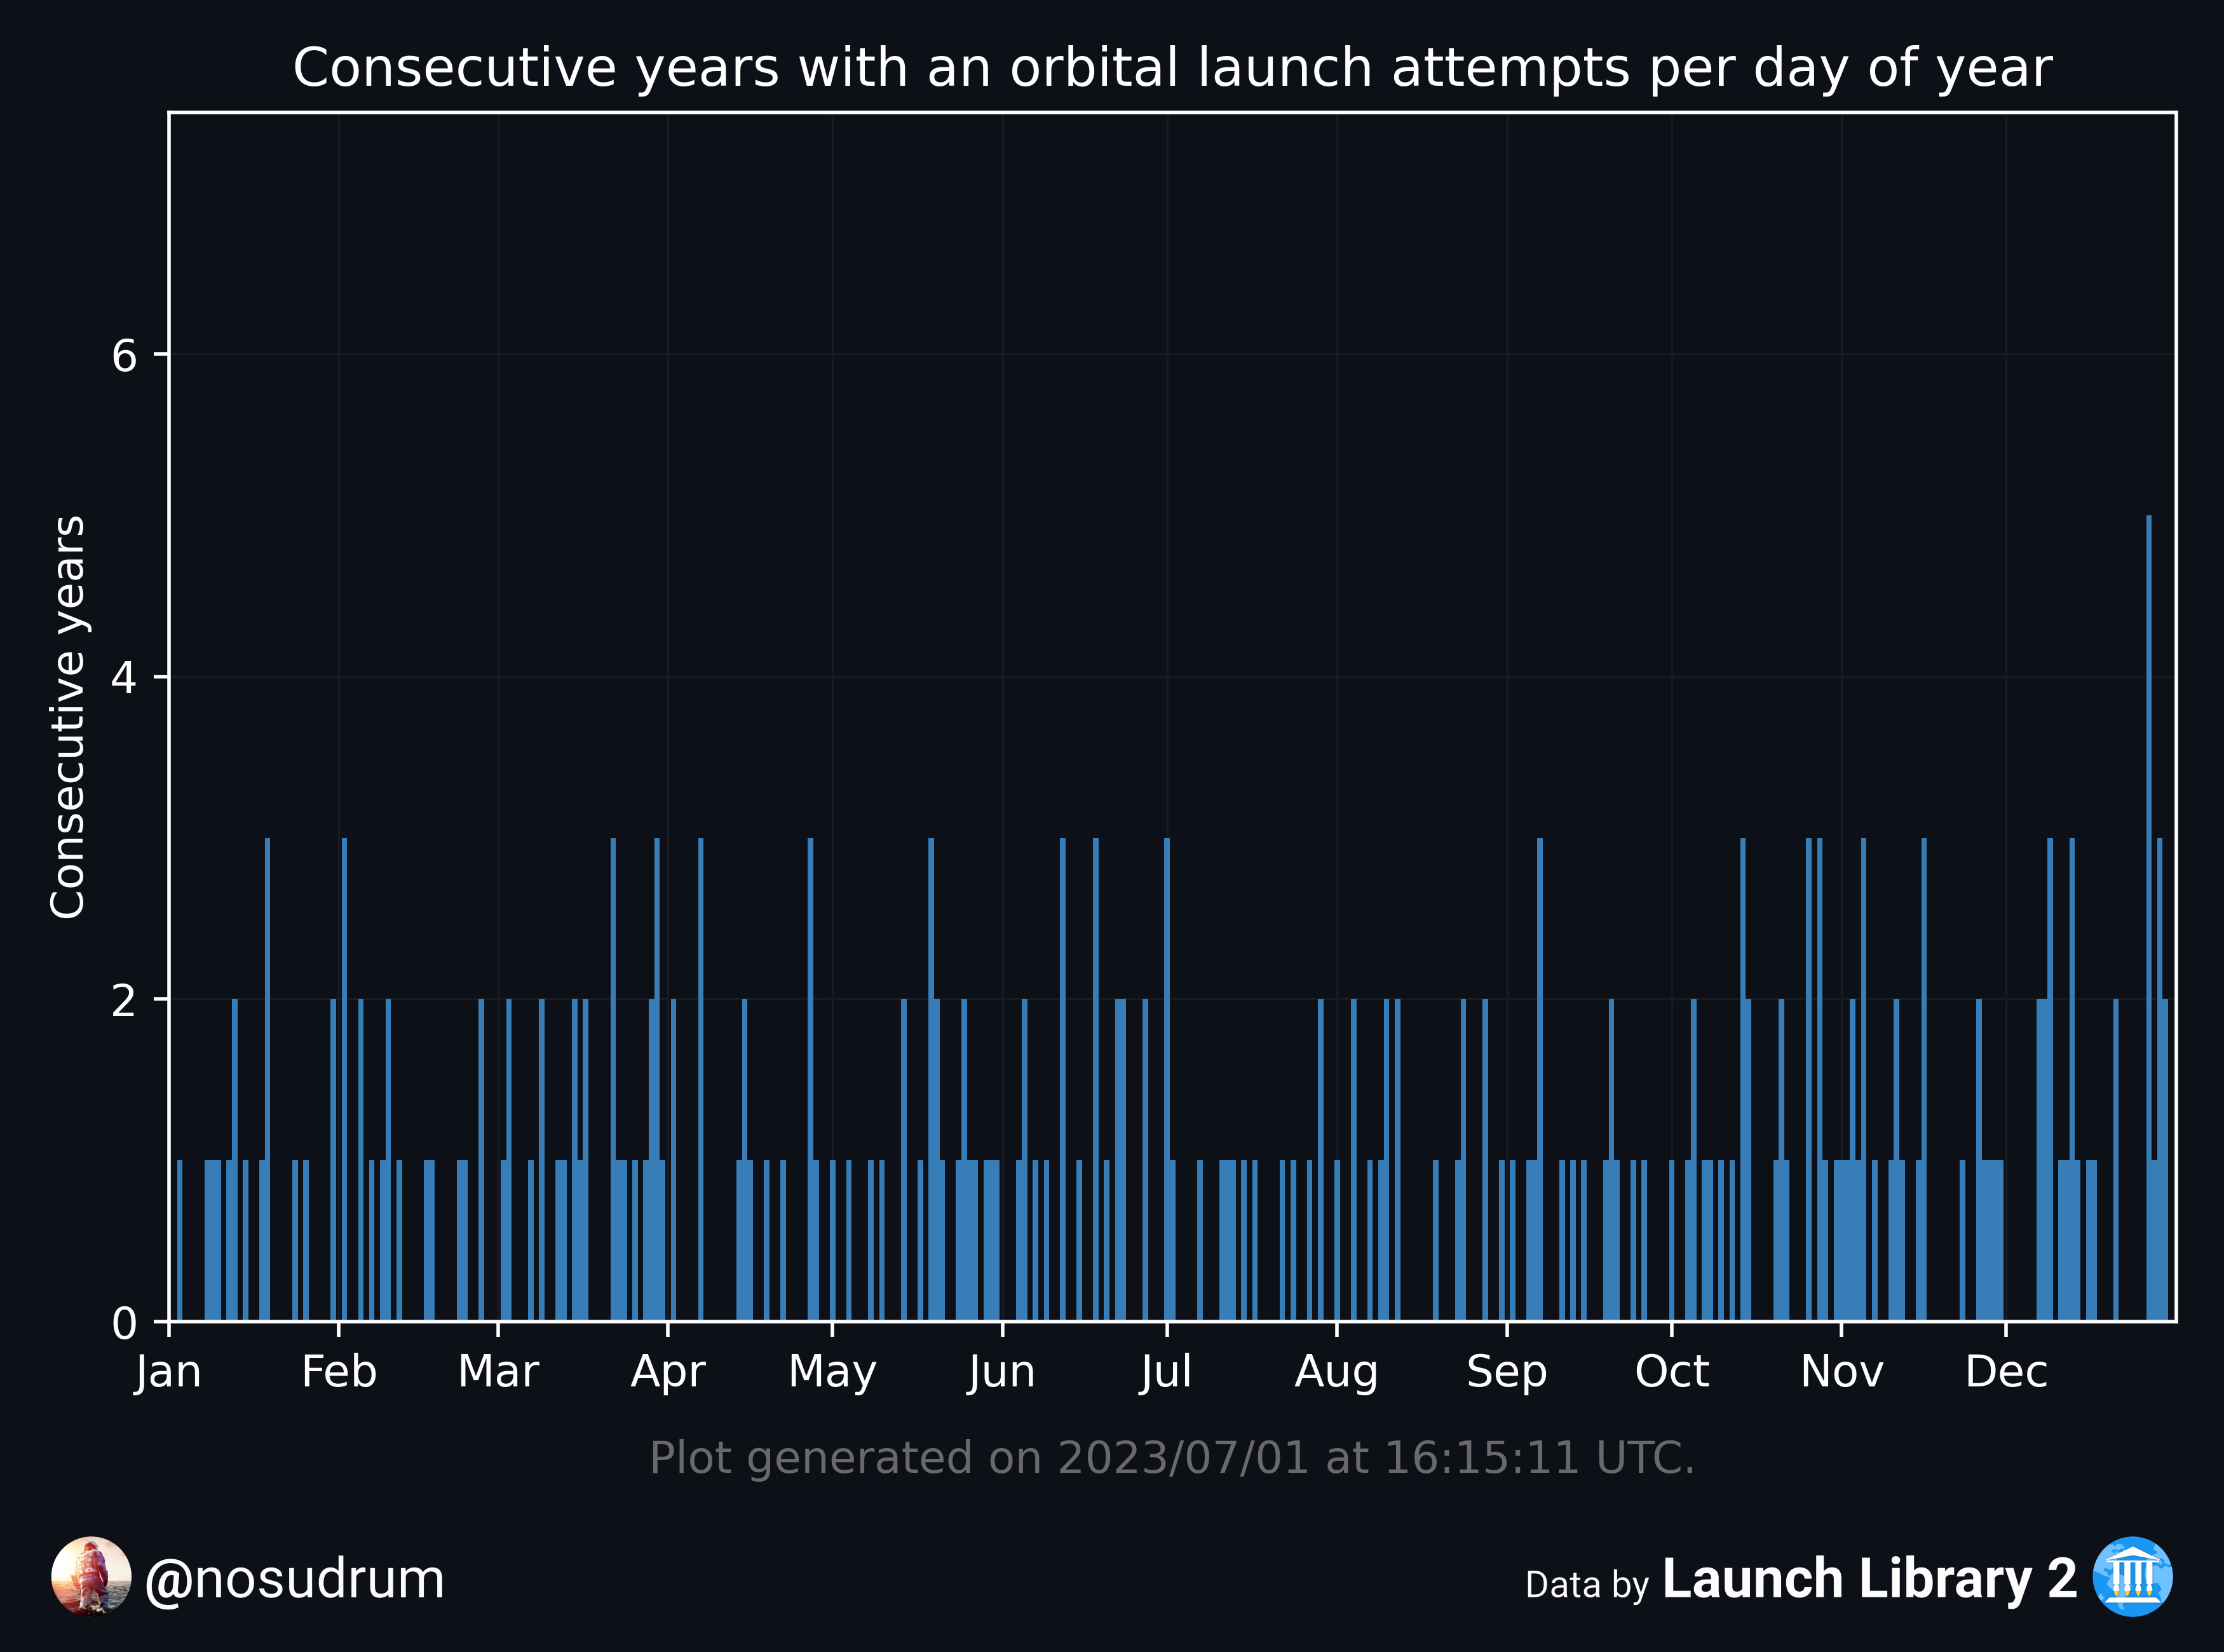 Consecutive years with an orbital launch attempts per day of year
Consecutive years
6
4
2
0
Jan Feb Mar Apr May Jun Jul Aug Sep Oct Nov Dec
Plot generated on 2023/07/01 at 16:15:11 UTC.
@nosudrum
Data by Launch Library 2